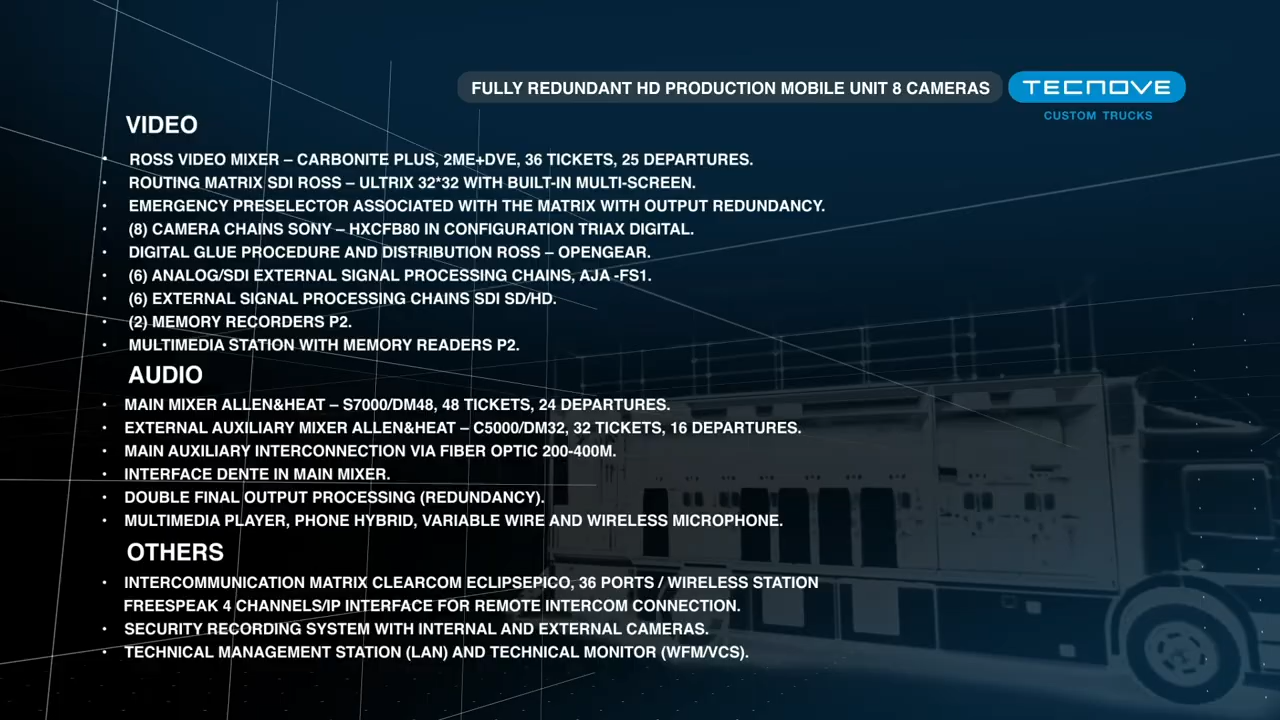 FULLY REDUNDANT HD PRODUCTION MOBILE UNIT 8 CAMERAS
TECNOVE
CUSTOM TRUCKS
VIDEO
• ROSS VIDEO MIXER – CARBONITE PLUS, 2ME+DVE, 36 TICKETS, 25 DEPARTURES.
• ROUTING MATRIX SDI ROSS – ULTRIX 32*32 WITH BUILT-IN MULTI-SCREEN.
• EMERGENCY PRESELECTOR ASSOCIATED WITH THE MATRIX WITH OUTPUT REDUNDANCY.
• (8) CAMERA CHAINS SONY – HXCFB80 IN CONFIGURATION TRIAX DIGITAL.
• DIGITAL GLUE PROCEDURE AND DISTRIBUTION ROSS – OPENGEAR.
• (6) ANALOG/SDI EXTERNAL SIGNAL PROCESSING CHAINS, AJA -FS1.
• (6) EXTERNAL SIGNAL PROCESSING CHAINS SDI SD/HD.
• (2) MEMORY RECORDERS P2.
• MULTIMEDIA STATION WITH MEMORY READERS P2.
AUDIO
• MAIN MIXER ALLEN&HEAT – S7000/DM48, 48 TICKETS, 24 DEPARTURES.
• EXTERNAL AUXILIARY MIXER ALLEN&HEAT – C5000/DM32, 32 TICKETS, 16 DEPARTURES.
• MAIN AUXILIARY INTERCONNECTION VIA FIBER OPTIC 200-400M.
• INTERFACE DENTE IN MAIN MIXER.
• DOUBLE FINAL OUTPUT PROCESSING (REDUNDANCY).
• MULTIMEDIA PLAYER, PHONE HYBRID, VARIABLE WIRE AND WIRELESS MICROPHONE.
OTHERS
• INTERCOMMUNICATION MATRIX CLEARCOM ECLIPSEPICO, 36 PORTS / WIRELESS STATION
FREESPEAK 4 CHANNELS/IP INTERFACE FOR REMOTE INTERCOM CONNECTION.
• SECURITY RECORDING SYSTEM WITH INTERNAL AND EXTERNAL CAMERAS.
• TECHNICAL MANAGEMENT STATION (LAN) AND TECHNICAL MONITOR (WFM/VCS).